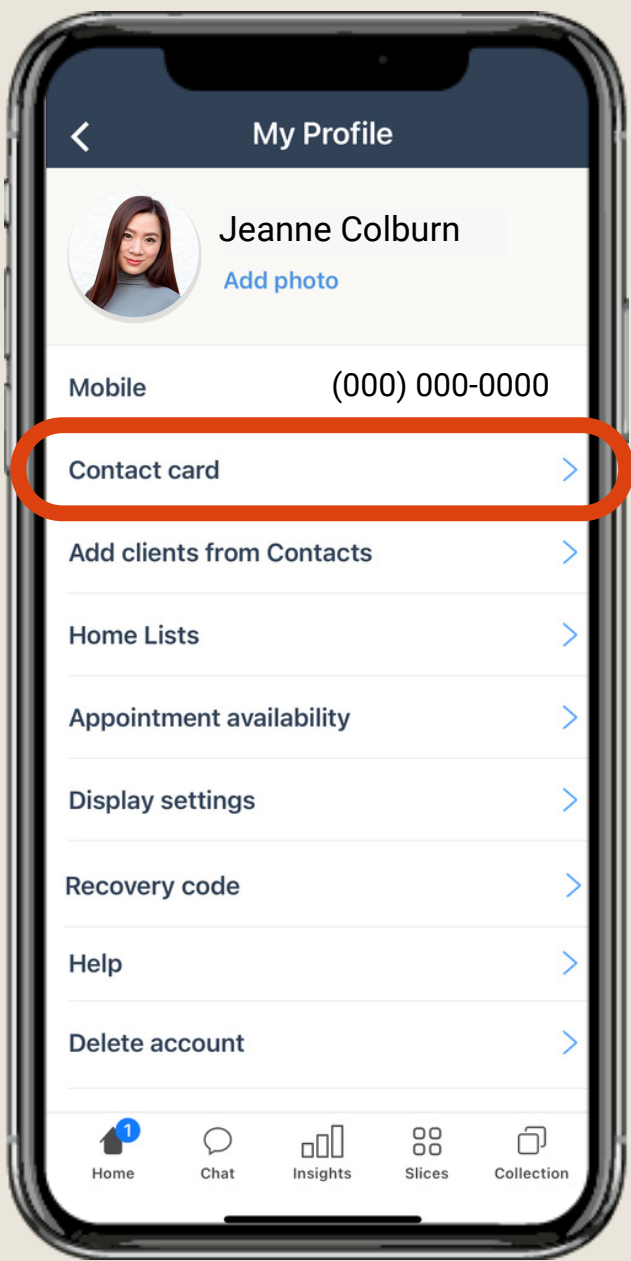 My Profile
Jeanne Colburn
Add photo
Mobile (000) 000-0000
Contact card
Add clients from Contacts
Home Lists
Appointment availability
Display settings
Recovery code
Help
Delete account
1
Home Chat Insights Slices Collection